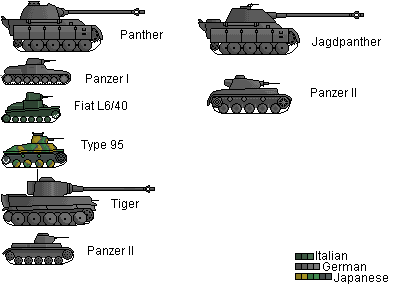 Panther
Panzer I
Fiat L6/40
Type 95
Tiger
Panzer II
Jagdpanther
Panzer II
Italian
German
Japanese